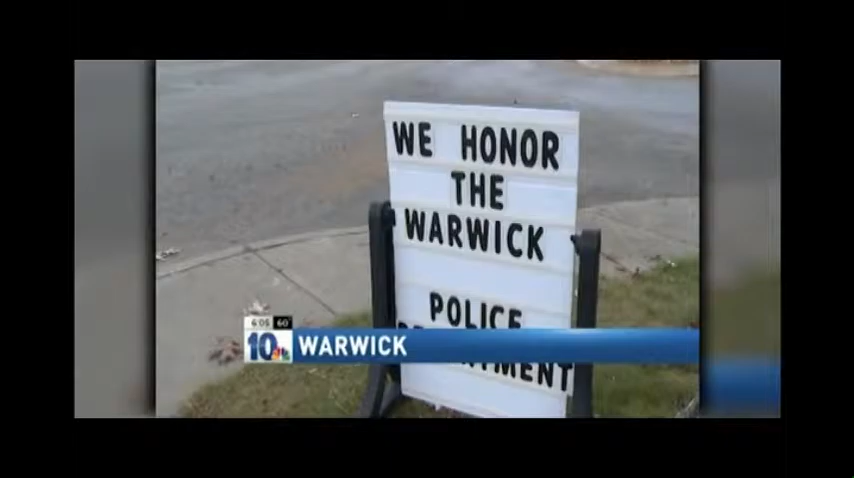 WE HONOR
THE
WARWICK
POLICE
6:05 60°
10 WARWICK